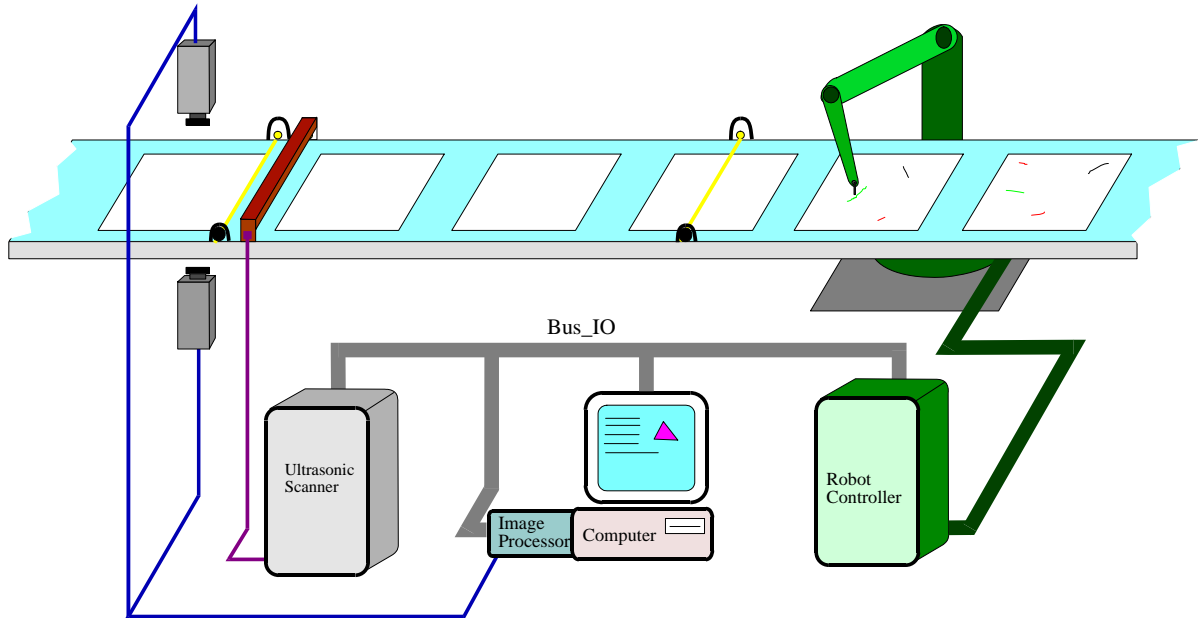 Bus_IO
Ultrasonic
Scanner
Image
Processor
Computer
Robot
Controller